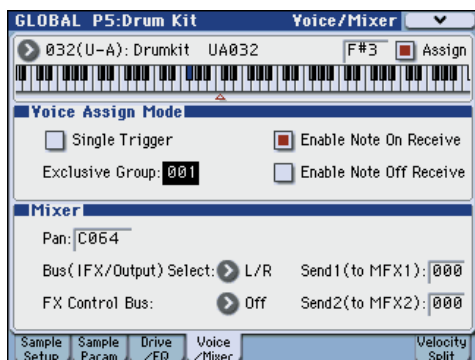 GLOBAL P5:Drum Kit Voice/Mixer
032(U-A): Drumkit UA032 F#3 Assign
Voice Assign Mode
Single Trigger Enable Note On Receive
Exclusive Group: 001 Enable Note Off Receive
Mixer
Pan: C064
Bus(IFX/Output) Select: L/R Send1(to MFX1): 000
FX Control Bus: Off Send2(to MFX2): 000
Sample Setup Sample Param Drive /EQ Voice /Mixer Velocity Split